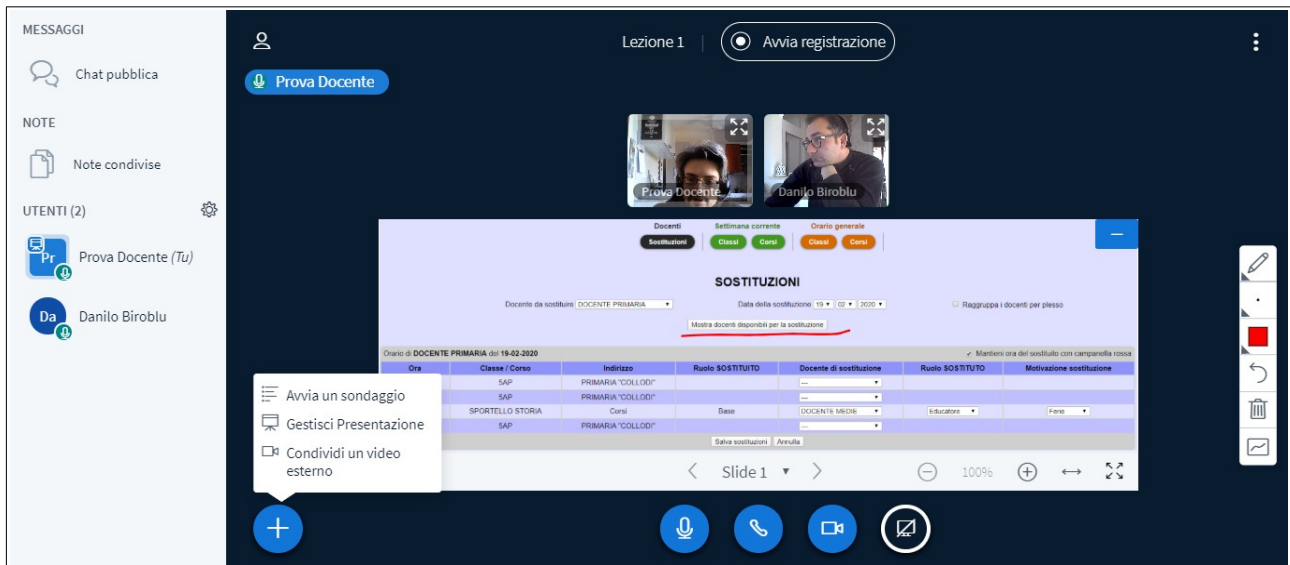 MESSAGGI
Chat pubblica
NOTE
Note condivise
UTENTI (2)
Pr
Prova Docente (Tu)
Da
Danilo Biroblu
Lezione 1 | Avvia registrazione
Prova Docente
Prova Docente
Danilo Biroblu
Docenti Settimana corrente Orario generale
Sostituzioni Classi Corsi Classi Corsi
SOSTITUZIONI
Docente da sostituire DOCENTE PRIMARIA Data della sostituzione 19 02 2020 Raggruppa i docenti per plesso
Mostra docenti disponibili per la sostituzione
Orario di DOCENTE PRIMARIA del 19-02-2020 Mantieni ora del sostituito con campanella rossa
Ora Classe / Corso Indirizzo Ruolo SOSTITUITO Docente di sostituzione Ruolo SOSTITUTO Motivazione sostituzione
5AP PRIMARIA "COLLODI" ---
5AP PRIMARIA "COLLODI" ---
SPORTELLO STORIA Corsi Base DOCENTE MEDIE Educatore Ferie
5AP PRIMARIA "COLLODI" ---
Salva sostituzioni Annulla
Slide 1 100%
Avvia un sondaggio
Gestisci Presentazione
Condividi un video
esterno